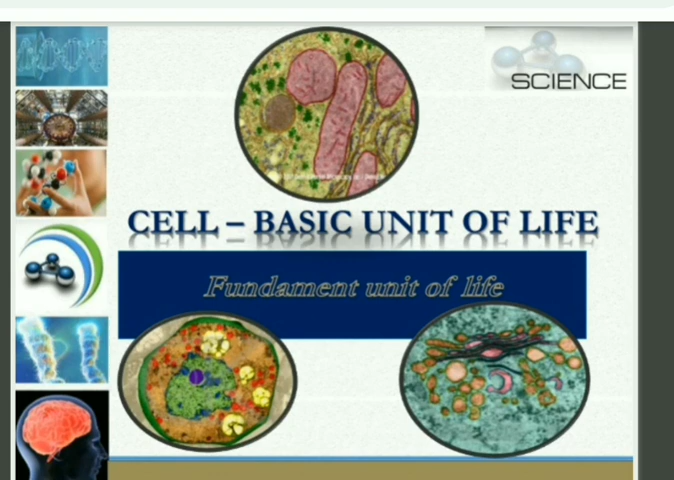 SCIENCE
CELL – BASIC UNIT OF LIFE
Fundament unit of life